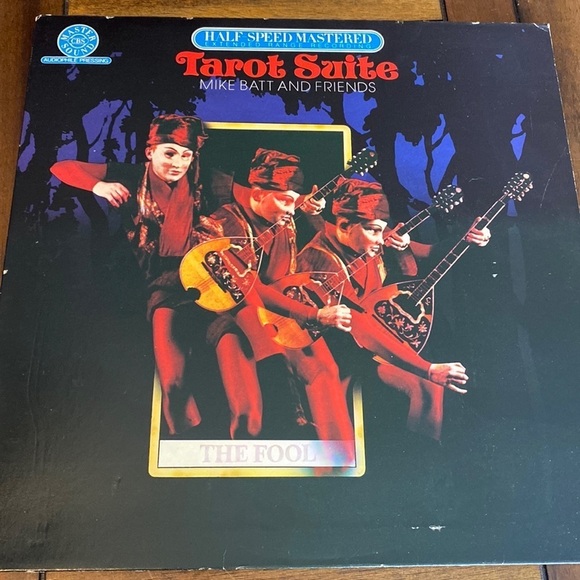 MASTER
CBS
SOUND
AUDIOPHILE PRESSING
HALF SPEED MASTERED
EXTENDED RANGE RECORDING
Tarot Suite
MIKE BATT AND FRIENDS
THE FOOL